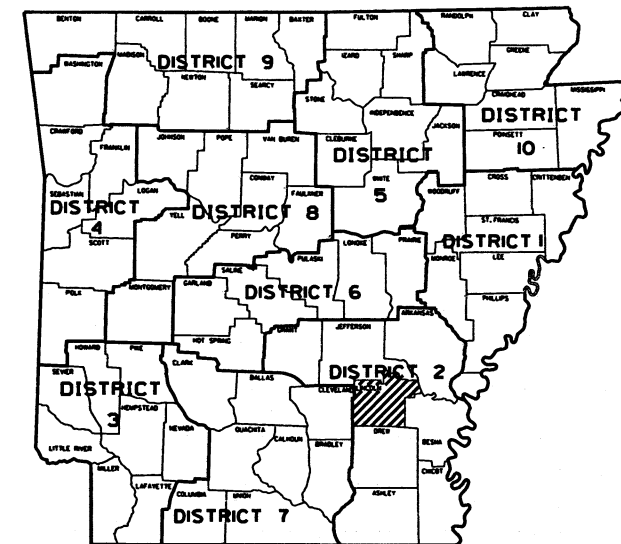 BENTON CARROLL BOONE MARION BAXTER FULTON RANDOLPH CLAY
WASHINGTON MADISON DISTRICT 9 IZARD SHARP GREENE
NEWTON SEARCY LAWRENCE
STONE INDEPENDENCE CRAIGHEAD MISSISSIPPI
CRAWFORD FRANKLIN JOHNSON POPE VAN BUREN CLEBURNE JACKSON DISTRICT
10
POINSETT
DISTRICT
5
WHITE
SEBASTIAN LOGAN CONWAY FAULKNER WOODRUFF CROSS CRITTENDEN
DISTRICT
4
YELL DISTRICT 8 ST. FRANCIS
SCOTT PERRY LONOKE PRAIRIE MONROE DISTRICT 1
LEE
POLK MONTGOMERY GARLAND SALINE PULASKI PHILLIPS
DISTRICT 6
HOT SPRING GRANT JEFFERSON ARKANSAS
HOWARD PIKE CLARK DALLAS DISTRICT 2
SEVIER DISTRICT
3
CLEVELAND
HEMPSTEAD NEVADA OUACHITA CALHOUN BRADLEY DREW DESHA
LITTLE RIVER MILLER CHICOT
LAFAYETTE COLUMBIA UNION ASHLEY
DISTRICT 7